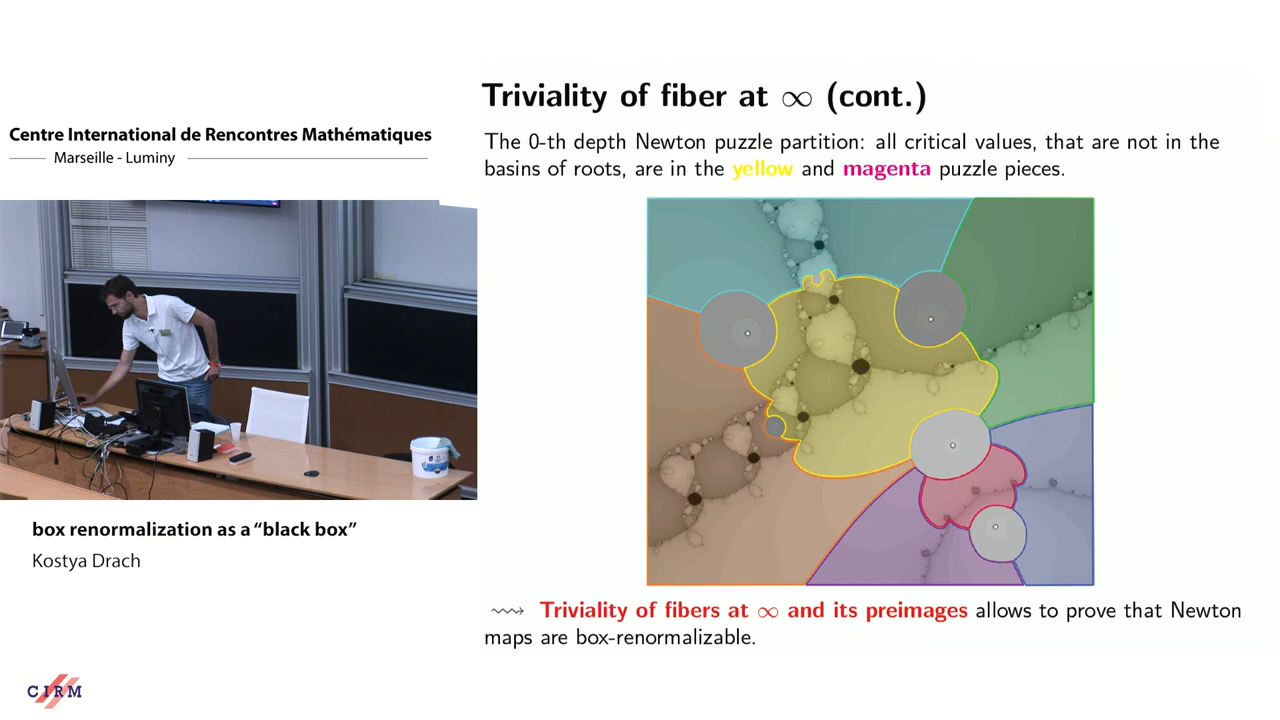 Triviality of fiber at ∞ (cont.)
Centre International de Rencontres Mathématiques
Marseille - Luminy
The 0-th depth Newton puzzle partition: all critical values, that are not in the
basins of roots, are in the yellow and magenta puzzle pieces.
box renormalization as a “black box”
Kostya Drach
⇝ Triviality of fibers at ∞ and its preimages allows to prove that Newton
maps are box-renormalizable.
CIRM